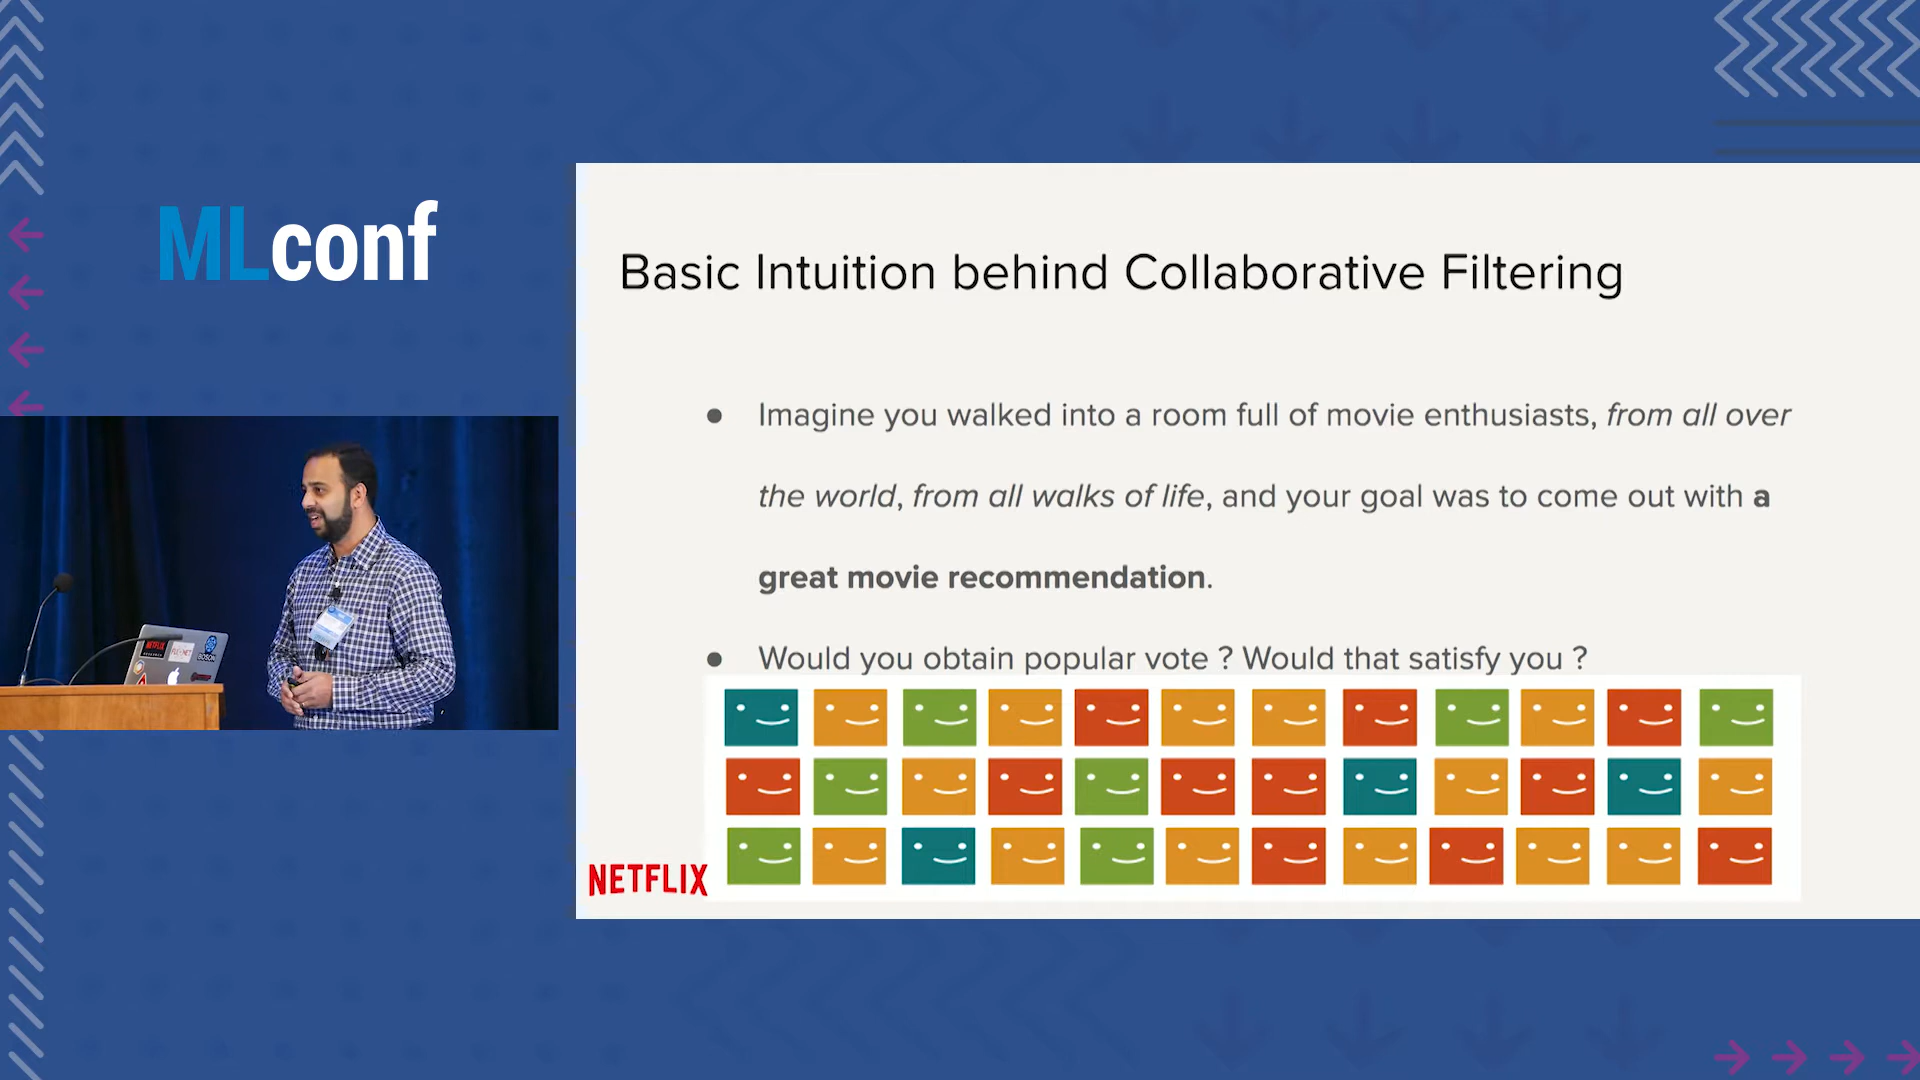 MLconf
Basic Intuition behind Collaborative Filtering
● Imagine you walked into a room full of movie enthusiasts, from all over
the world, from all walks of life, and your goal was to come out with a
great movie recommendation.
● Would you obtain popular vote ? Would that satisfy you ?
NETFLIX
NETFLIX
BOSON